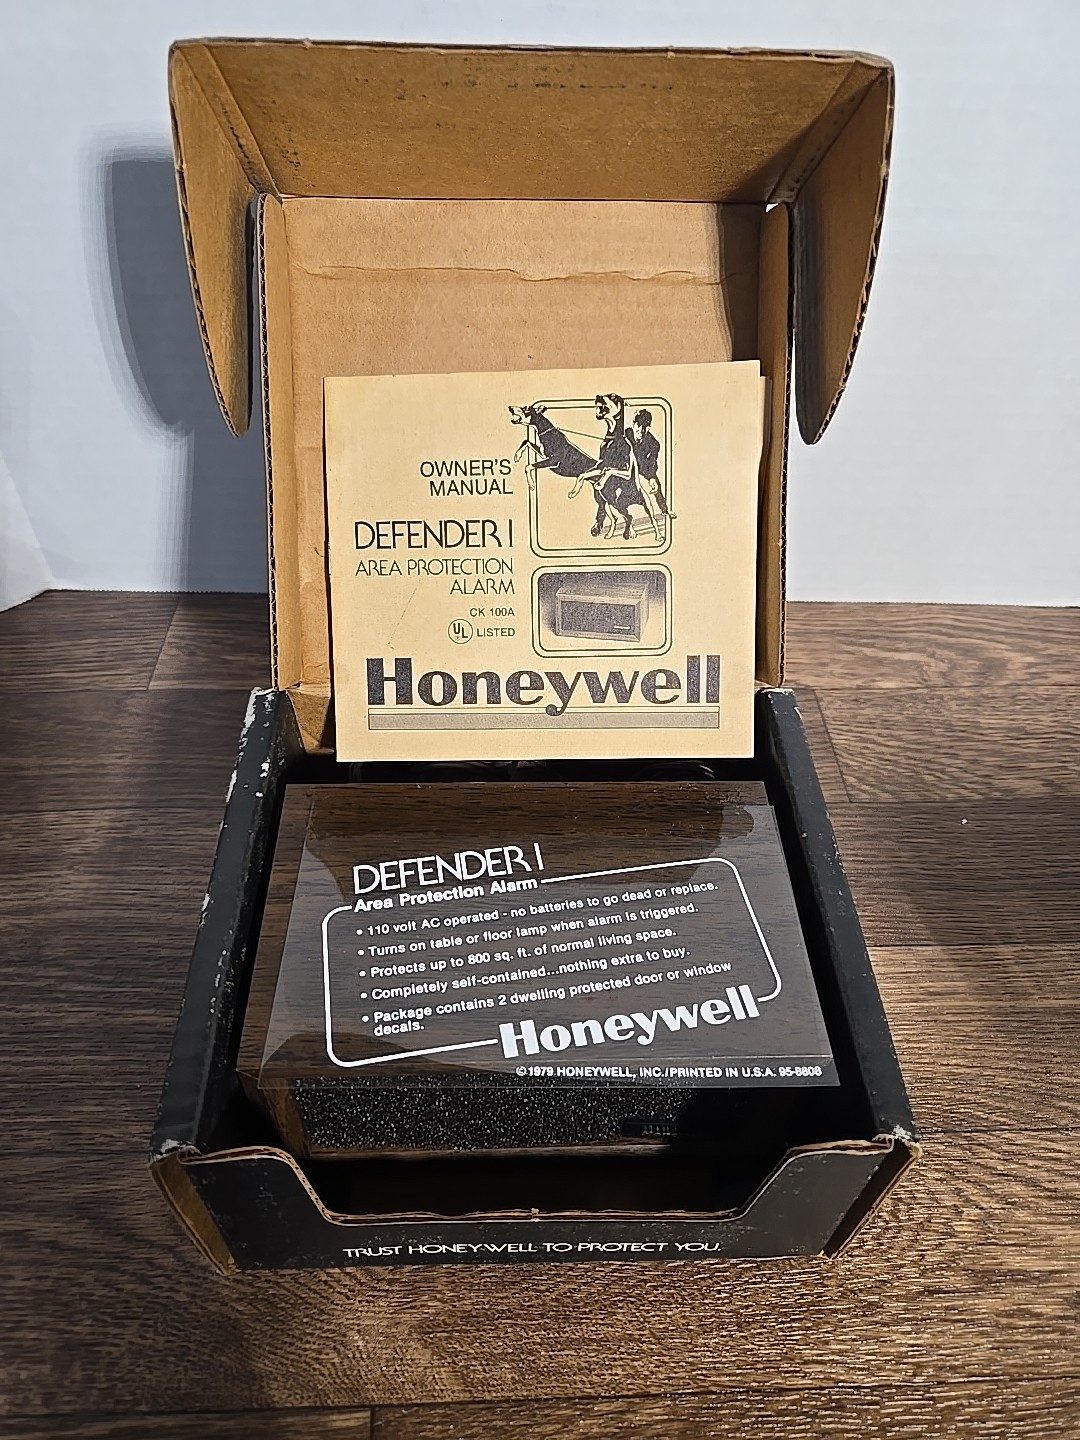 OWNER'S
MANUAL
DEFENDER I
AREA PROTECTION
ALARM
CK 100A
UL LISTED
Honeywell
DEFENDER I
Area Protection Alarm
• 110 volt AC operated - no batteries to go dead or replace.
• Turns on table or floor lamp when alarm is triggered.
• Protects up to 800 sq. ft. of normal living space.
• Completely self-contained...nothing extra to buy.
• Package contains 2 dwelling protected door or window
decals.
Honeywell
©1979 HONEYWELL, INC./PRINTED IN U.S.A. 95-8808
TRUST HONEYWELL TO PROTECT YOU.